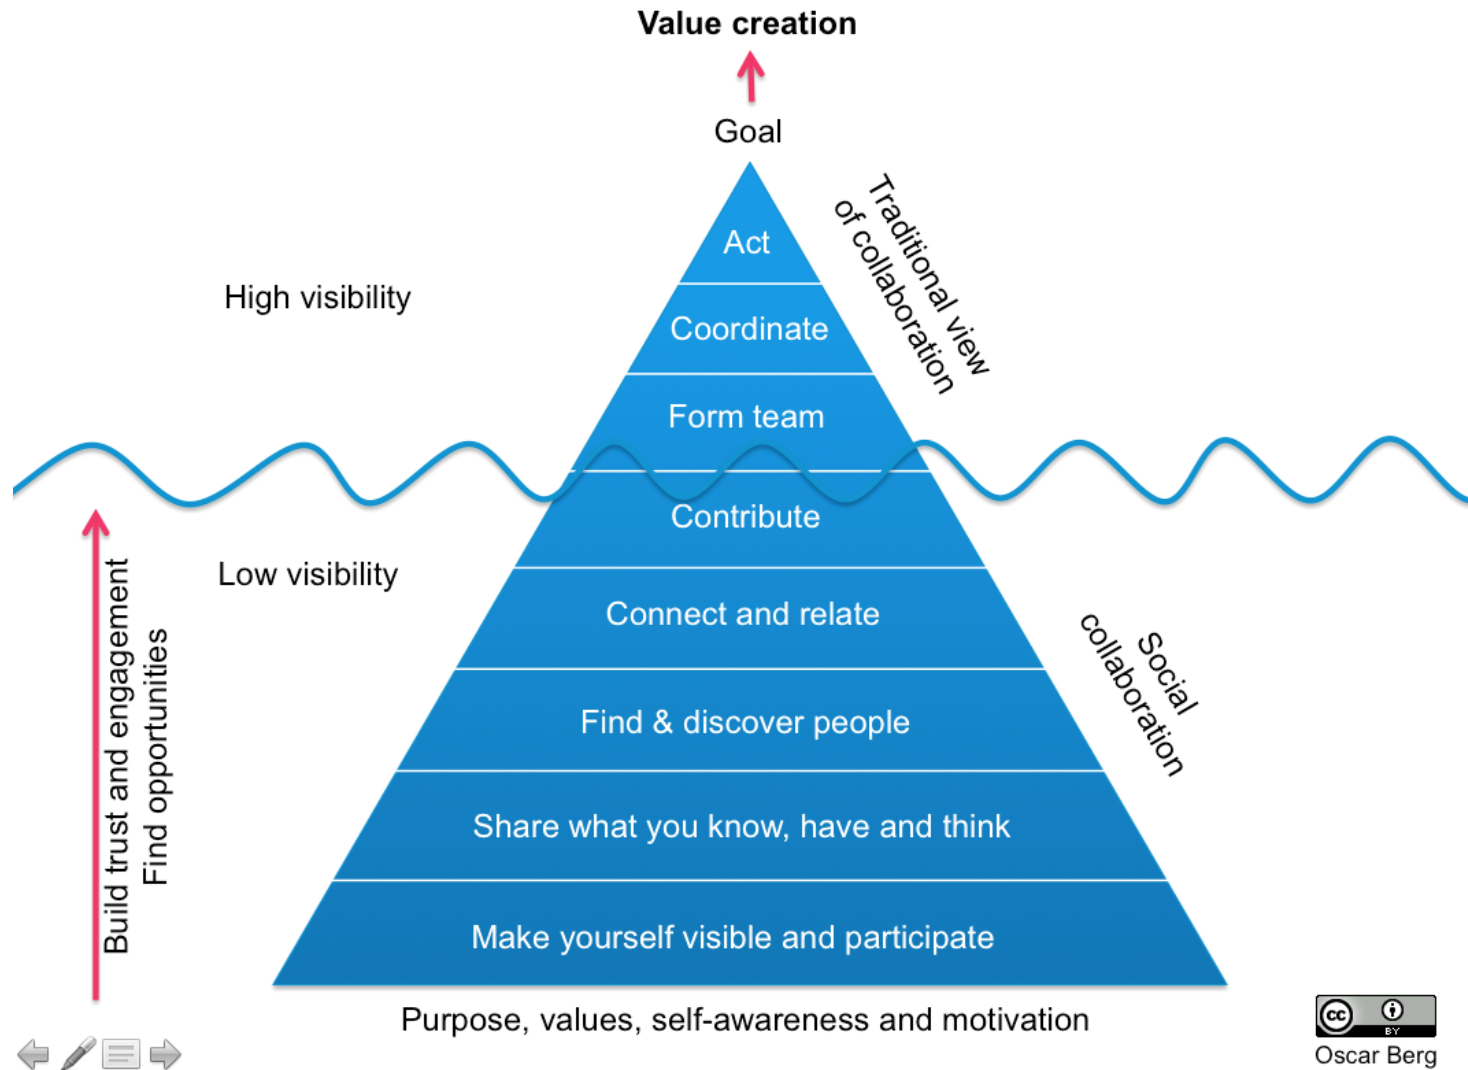 Value creation
Goal
Act
Coordinate
Form team
Contribute
Connect and relate
Find & discover people
Share what you know, have and think
Make yourself visible and participate
Purpose, values, self-awareness and motivation
High visibility
Low visibility
Build trust and engagement
Find opportunities
Traditional view
of collaboration
Social
collaboration
cc
BY
Oscar Berg